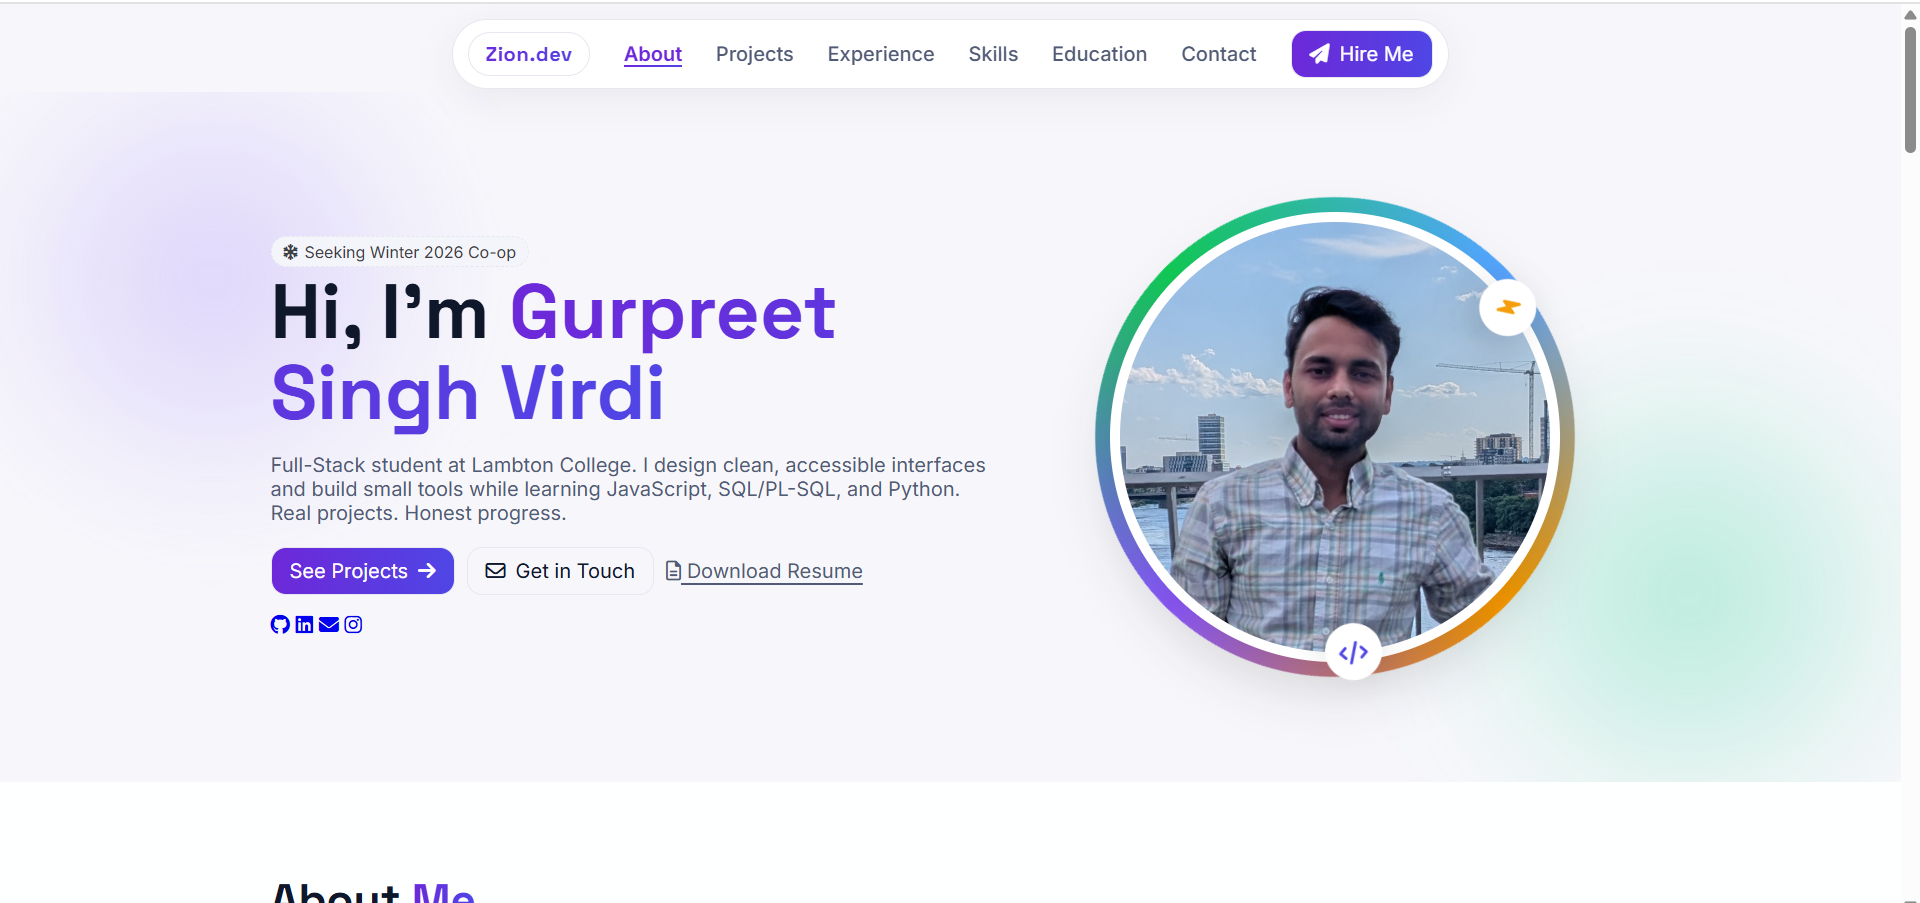 Zion.dev
About
Projects
Experience
Skills
Education
Contact
Hire Me
Seeking Winter 2026 Co-op
Hi, I’m Gurpreet
Singh Virdi
Full-Stack student at Lambton College. I design clean, accessible interfaces
and build small tools while learning JavaScript, SQL/PL-SQL, and Python.
Real projects. Honest progress.
See Projects
Get in Touch
Download Resume
About Me